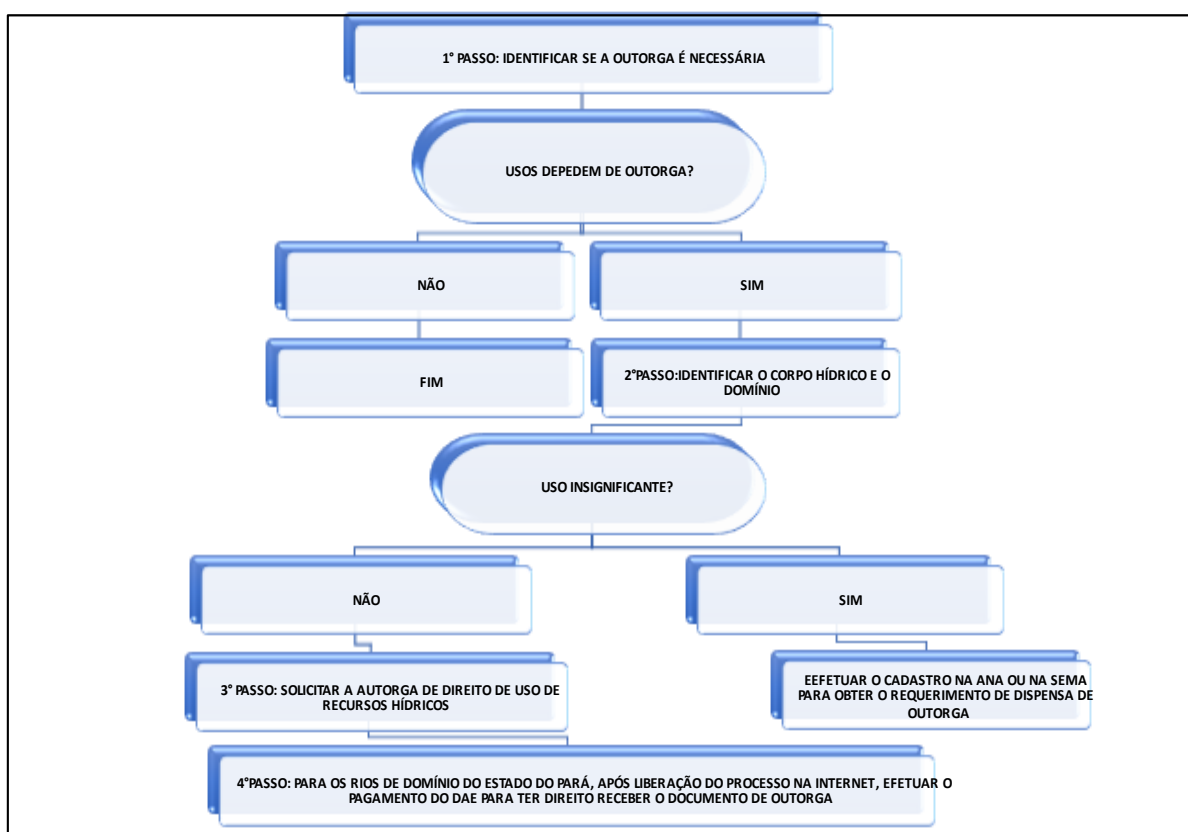 1° PASSO: IDENTIFICAR SE A OUTORGA É NECESSÁRIA
USOS DEPEDEM DE OUTORGA?
NÃO
SIM
FIM
2°PASSO:IDENTIFICAR O CORPO HÍDRICO E O
DOMÍNIO
USO INSIGNIFICANTE?
NÃO
SIM
3° PASSO: SOLICITAR A AUTORGA DE DIREITO DE USO DE
RECURSOS HÍDRICOS
EEFETUAR O CADASTRO NA ANA OU NA SEMA
PARA OBTER O REQUERIMENTO DE DISPENSA DE
OUTORGA
4°PASSO: PARA OS RIOS DE DOMÍNIO DO ESTADO DO PARÁ, APÓS LIBERAÇÃO DO PROCESSO NA INTERNET, EFETUAR O
PAGAMENTO DO DAE PARA TER DIREITO RECEBER O DOCUMENTO DE OUTORGA